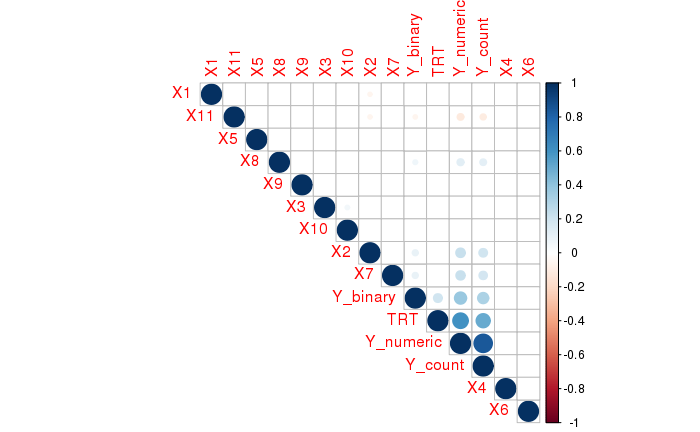 X1
X11
X5
X8
X9
X3
X10
X2
X7
Y_binary
TRT
Y_numeric
Y_count
X4
X6
X1
X11
X5
X8
X9
X3
X10
X2
X7
Y_binary
TRT
Y_numeric
Y_count
X4
X6
1
0.8
0.6
0.4
0.2
0
-0.2
-0.4
-0.6
-0.8
-1